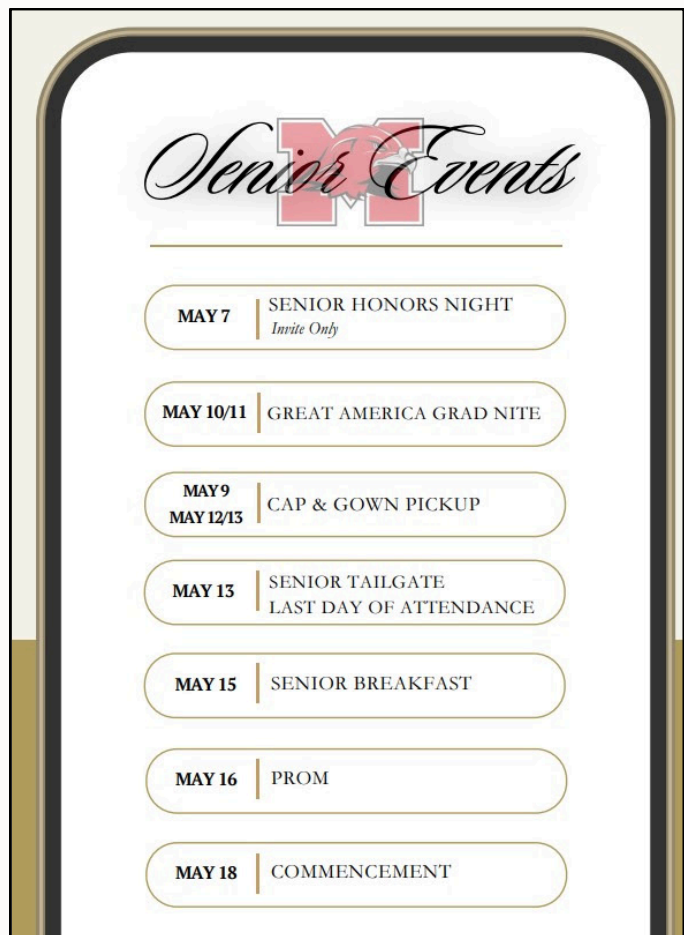 Senior Events
M
MAY 7
SENIOR HONORS NIGHT
Invite Only
MAY 10/11
GREAT AMERICA GRAD NITE
MAY 9
MAY 12/13
CAP & GOWN PICKUP
MAY 13
SENIOR TAILGATE
LAST DAY OF ATTENDANCE
MAY 15
SENIOR BREAKFAST
MAY 16
PROM
MAY 18
COMMENCEMENT